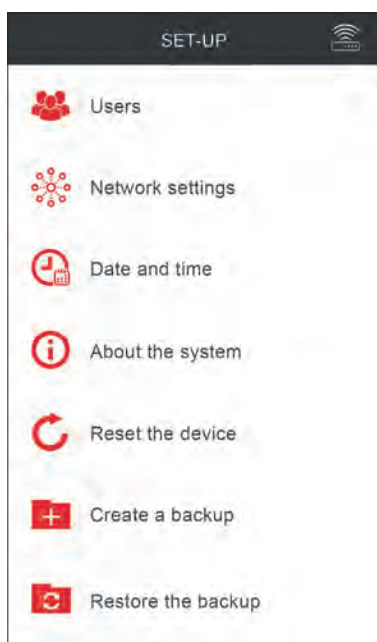 SET-UP
Users
Network settings
Date and time
About the system
Reset the device
Create a backup
Restore the backup